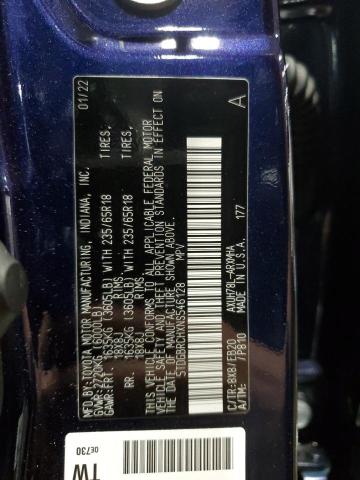 MFD.BY:TOYOTA MOTOR MANUFACTURING, INDIANA, INC. 01/22
GVWR: 2720KG (6000LB)
GAWR:FRT. 1635KG (3605LB) WITH 235/65R18 TIRES,
18X8J RIMS
RR. 1635KG (3605LB) WITH 235/65R18 TIRES,
18X8J RIMS
THIS VEHICLE CONFORMS TO ALL APPLICABLE FEDERAL MOTOR
VEHICLE SAFETY AND THEFT PREVENTION STANDARDS IN EFFECT ON
THE DATE OF MANUFACTURE SHOWN ABOVE.
5TDGBRCHXNS546128 MPV
A
AXUH78L-ARXMHA
C/TR:8X8/FB20
A/TM: /P810 MADE IN U.S.A. 177
0E730
TW